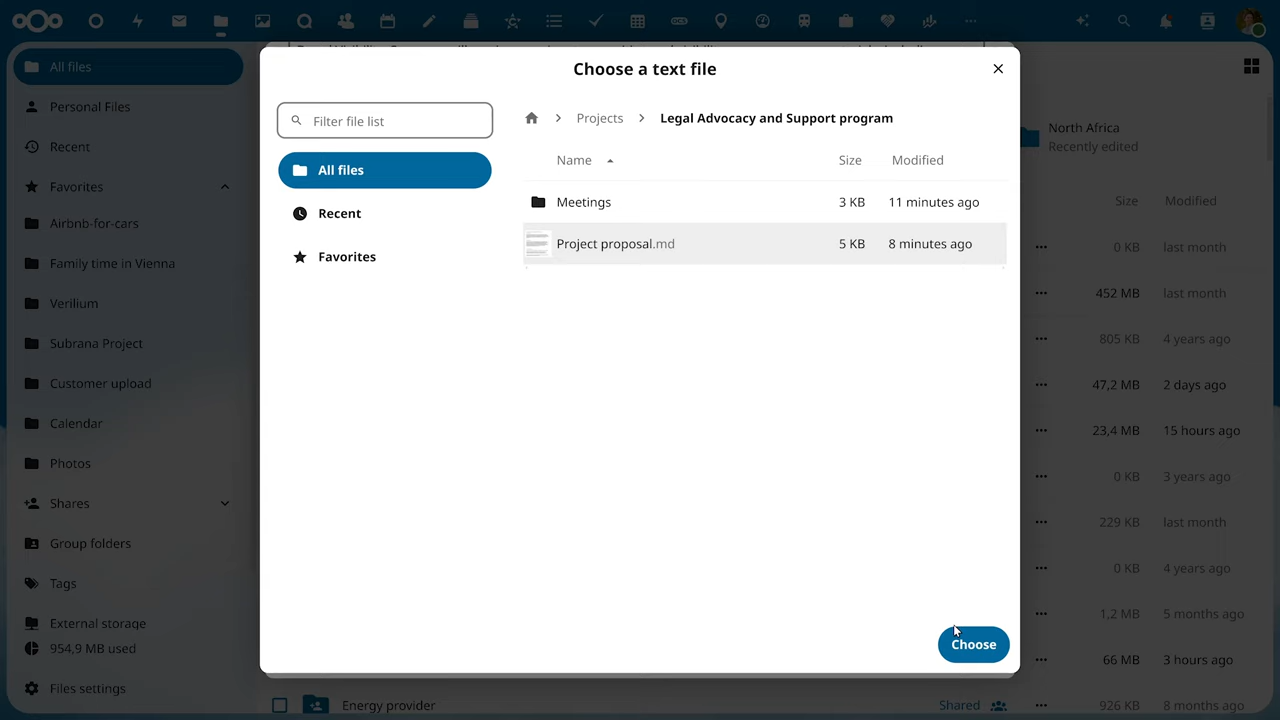 Choose a text file
Filter file list
All files
Recent
Favorites
Projects
Legal Advocacy and Support program
Name Size Modified
Meetings 3 KB 11 minutes ago
Project proposal.md 5 KB 8 minutes ago
Choose
All files
Personal Files
Recent
Favorites
Airbnb-for-cars
Family time in Vienna
Verilium
Subrana Project
Customer upload
Calendar
Photos
Shares
Group folders
Tags
External storage
954,9 MB used
Files settings
North Africa
Recently edited
Size Modified
0 KB last month
452 MB last month
805 KB 4 years ago
47,2 MB 2 days ago
23,4 MB 15 hours ago
0 KB 3 years ago
229 KB last month
0 KB 4 years ago
1,2 MB 5 months ago
66 MB 3 hours ago
Energy provider Shared 926 KB 8 months ago